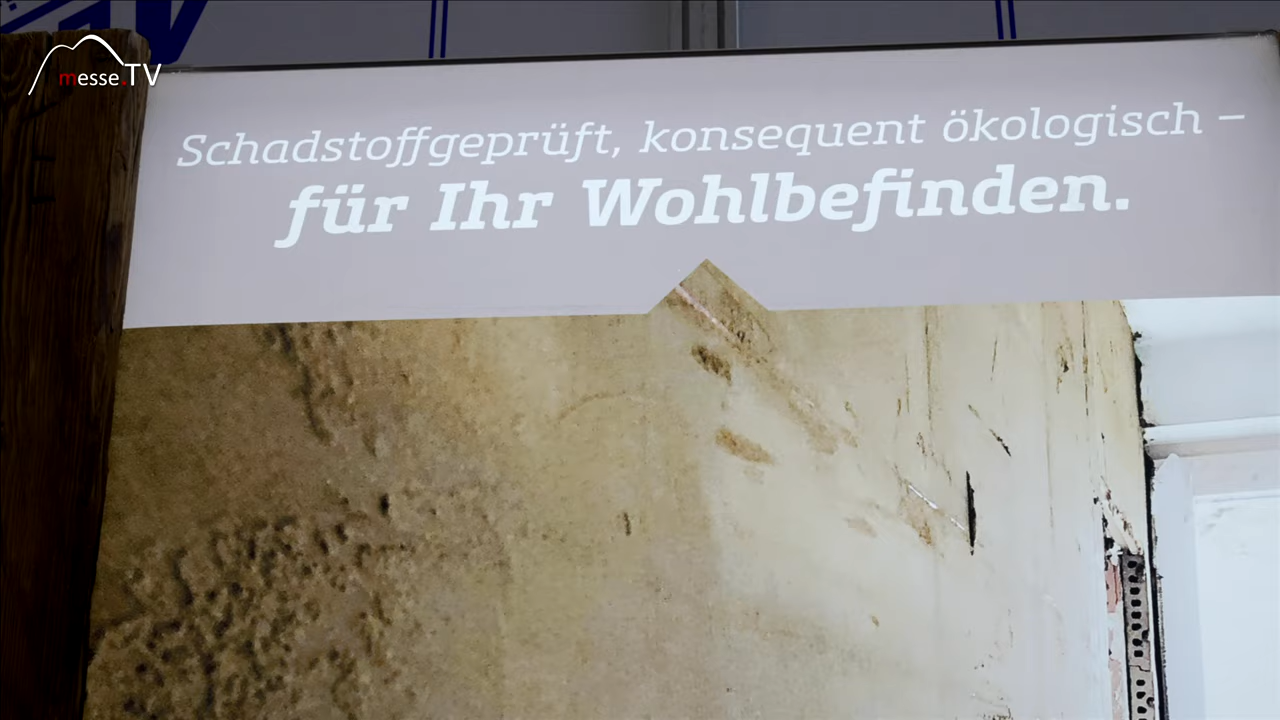 messe.TV
Schadstoffgeprüft, konsequent ökologisch –
für Ihr Wohlbefinden.